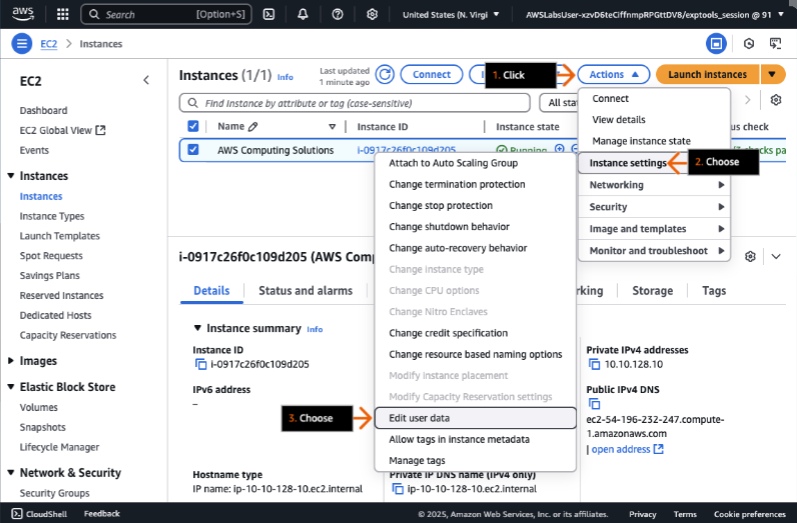 aws
Search [Option+S]
United States (N. Virgi
AWSLabsUser-xzvD6teCiffnmpRPGttDV8/exptools_session @ 91
EC2 > Instances
EC2
Dashboard
EC2 Global View
Events
Instances
Instances
Instance Types
Launch Templates
Spot Requests
Savings Plans
Reserved Instances
Dedicated Hosts
Capacity Reservations
Images
Elastic Block Store
Volumes
Snapshots
Lifecycle Manager
Network & Security
Security Groups
Instances (1/1) Info
Last updated
1 minute ago
Connect
1. Click
Actions
Launch instances
Find Instance by attribute or tag (case-sensitive)
All sta
Name
Instance ID
Instance state
us check
AWS Computing Solutions
i-0917c26f0c109d205
Running
checks pa
Connect
View details
Manage instance state
Instance settings
2. Choose
Networking
Security
Image and templates
Monitor and troubleshoot
Attach to Auto Scaling Group
Change termination protection
Change stop protection
Change shutdown behavior
Change auto-recovery behavior
Change instance type
Change CPU options
Change Nitro Enclaves
Change credit specification
Change resource based naming options
Modify instance placement
Modify Capacity Reservation settings
3. Choose
Edit user data
Allow tags in instance metadata
Manage tags
i-0917c26f0c109d205 (AWS Comp
Details
Status and alarms
rking
Storage
Tags
Instance summary Info
Instance ID
i-0917c26f0c109d205
IPv6 address
–
Hostname type
IP name: ip-10-10-128-10.ec2.internal
Private IP DNS name (IPv4 only)
ip-10-10-128-10.ec2.internal
Private IPv4 addresses
10.10.128.10
Public IPv4 DNS
ec2-54-196-232-247.compute-
1.amazonaws.com
| open address
CloudShell
Feedback
© 2025, Amazon Web Services, Inc. or its affiliates.
Privacy
Terms
Cookie preferences